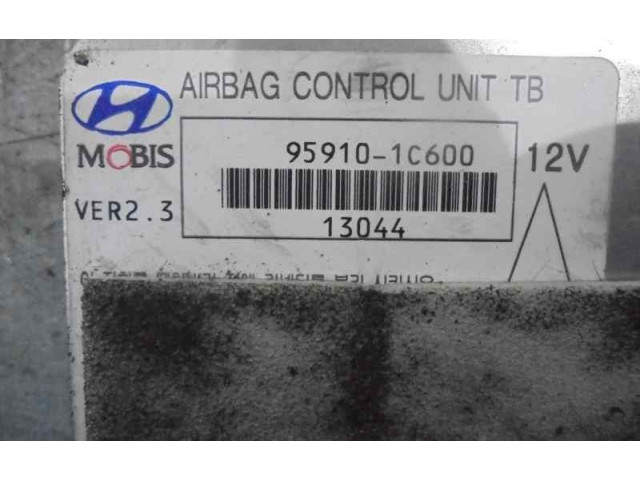 AIRBAG CONTROL UNIT TB
MOBIS
95910-1C600
12V
VER2.3
13044